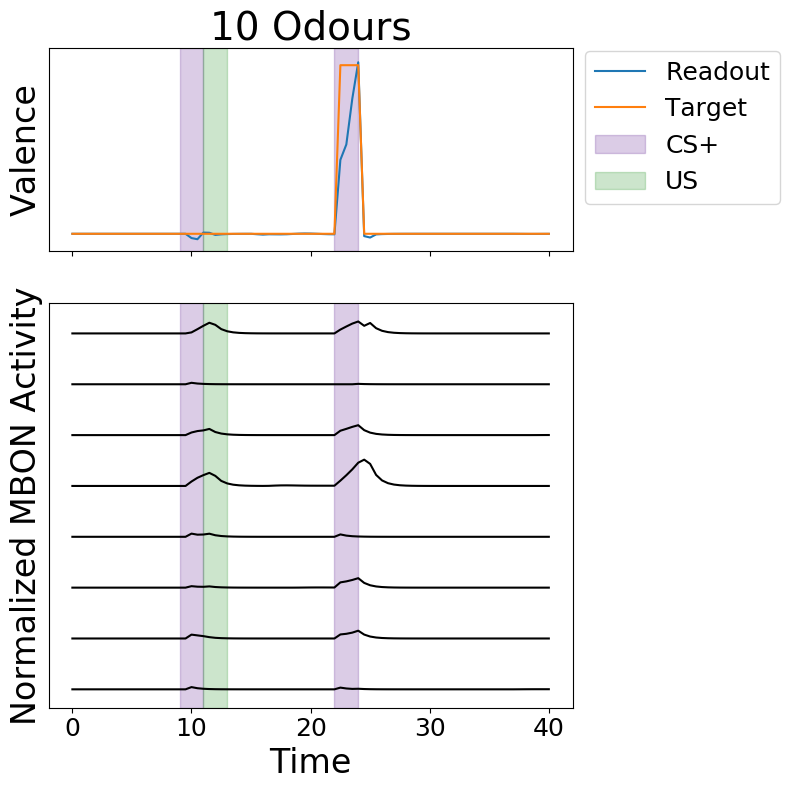 10 Odours
Valence
Readout
Target
CS+
US
Normalized MBON Activity
0 10 20 30 40
Time